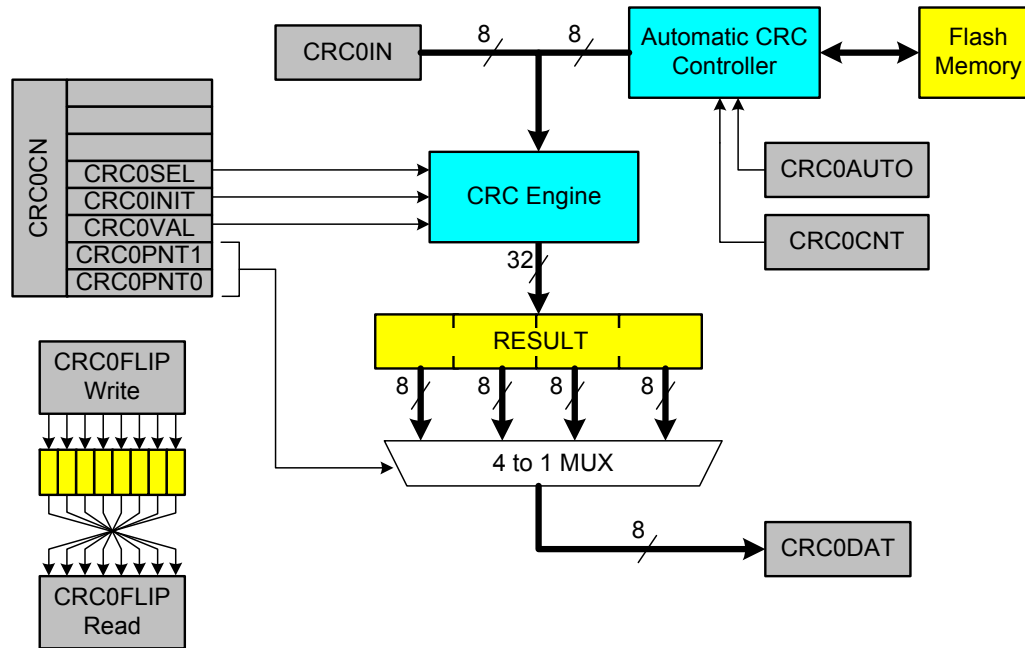 CRC0IN
8
8
Automatic CRC
Controller
Flash
Memory
CRC0CN
CRC0SEL
CRC0INIT
CRC0VAL
CRC0PNT1
CRC0PNT0
CRC Engine
CRC0AUTO
CRC0CNT
32
RESULT
8
8
8
8
4 to 1 MUX
8
CRC0DAT
CRC0FLIP
Write
CRC0FLIP
Read